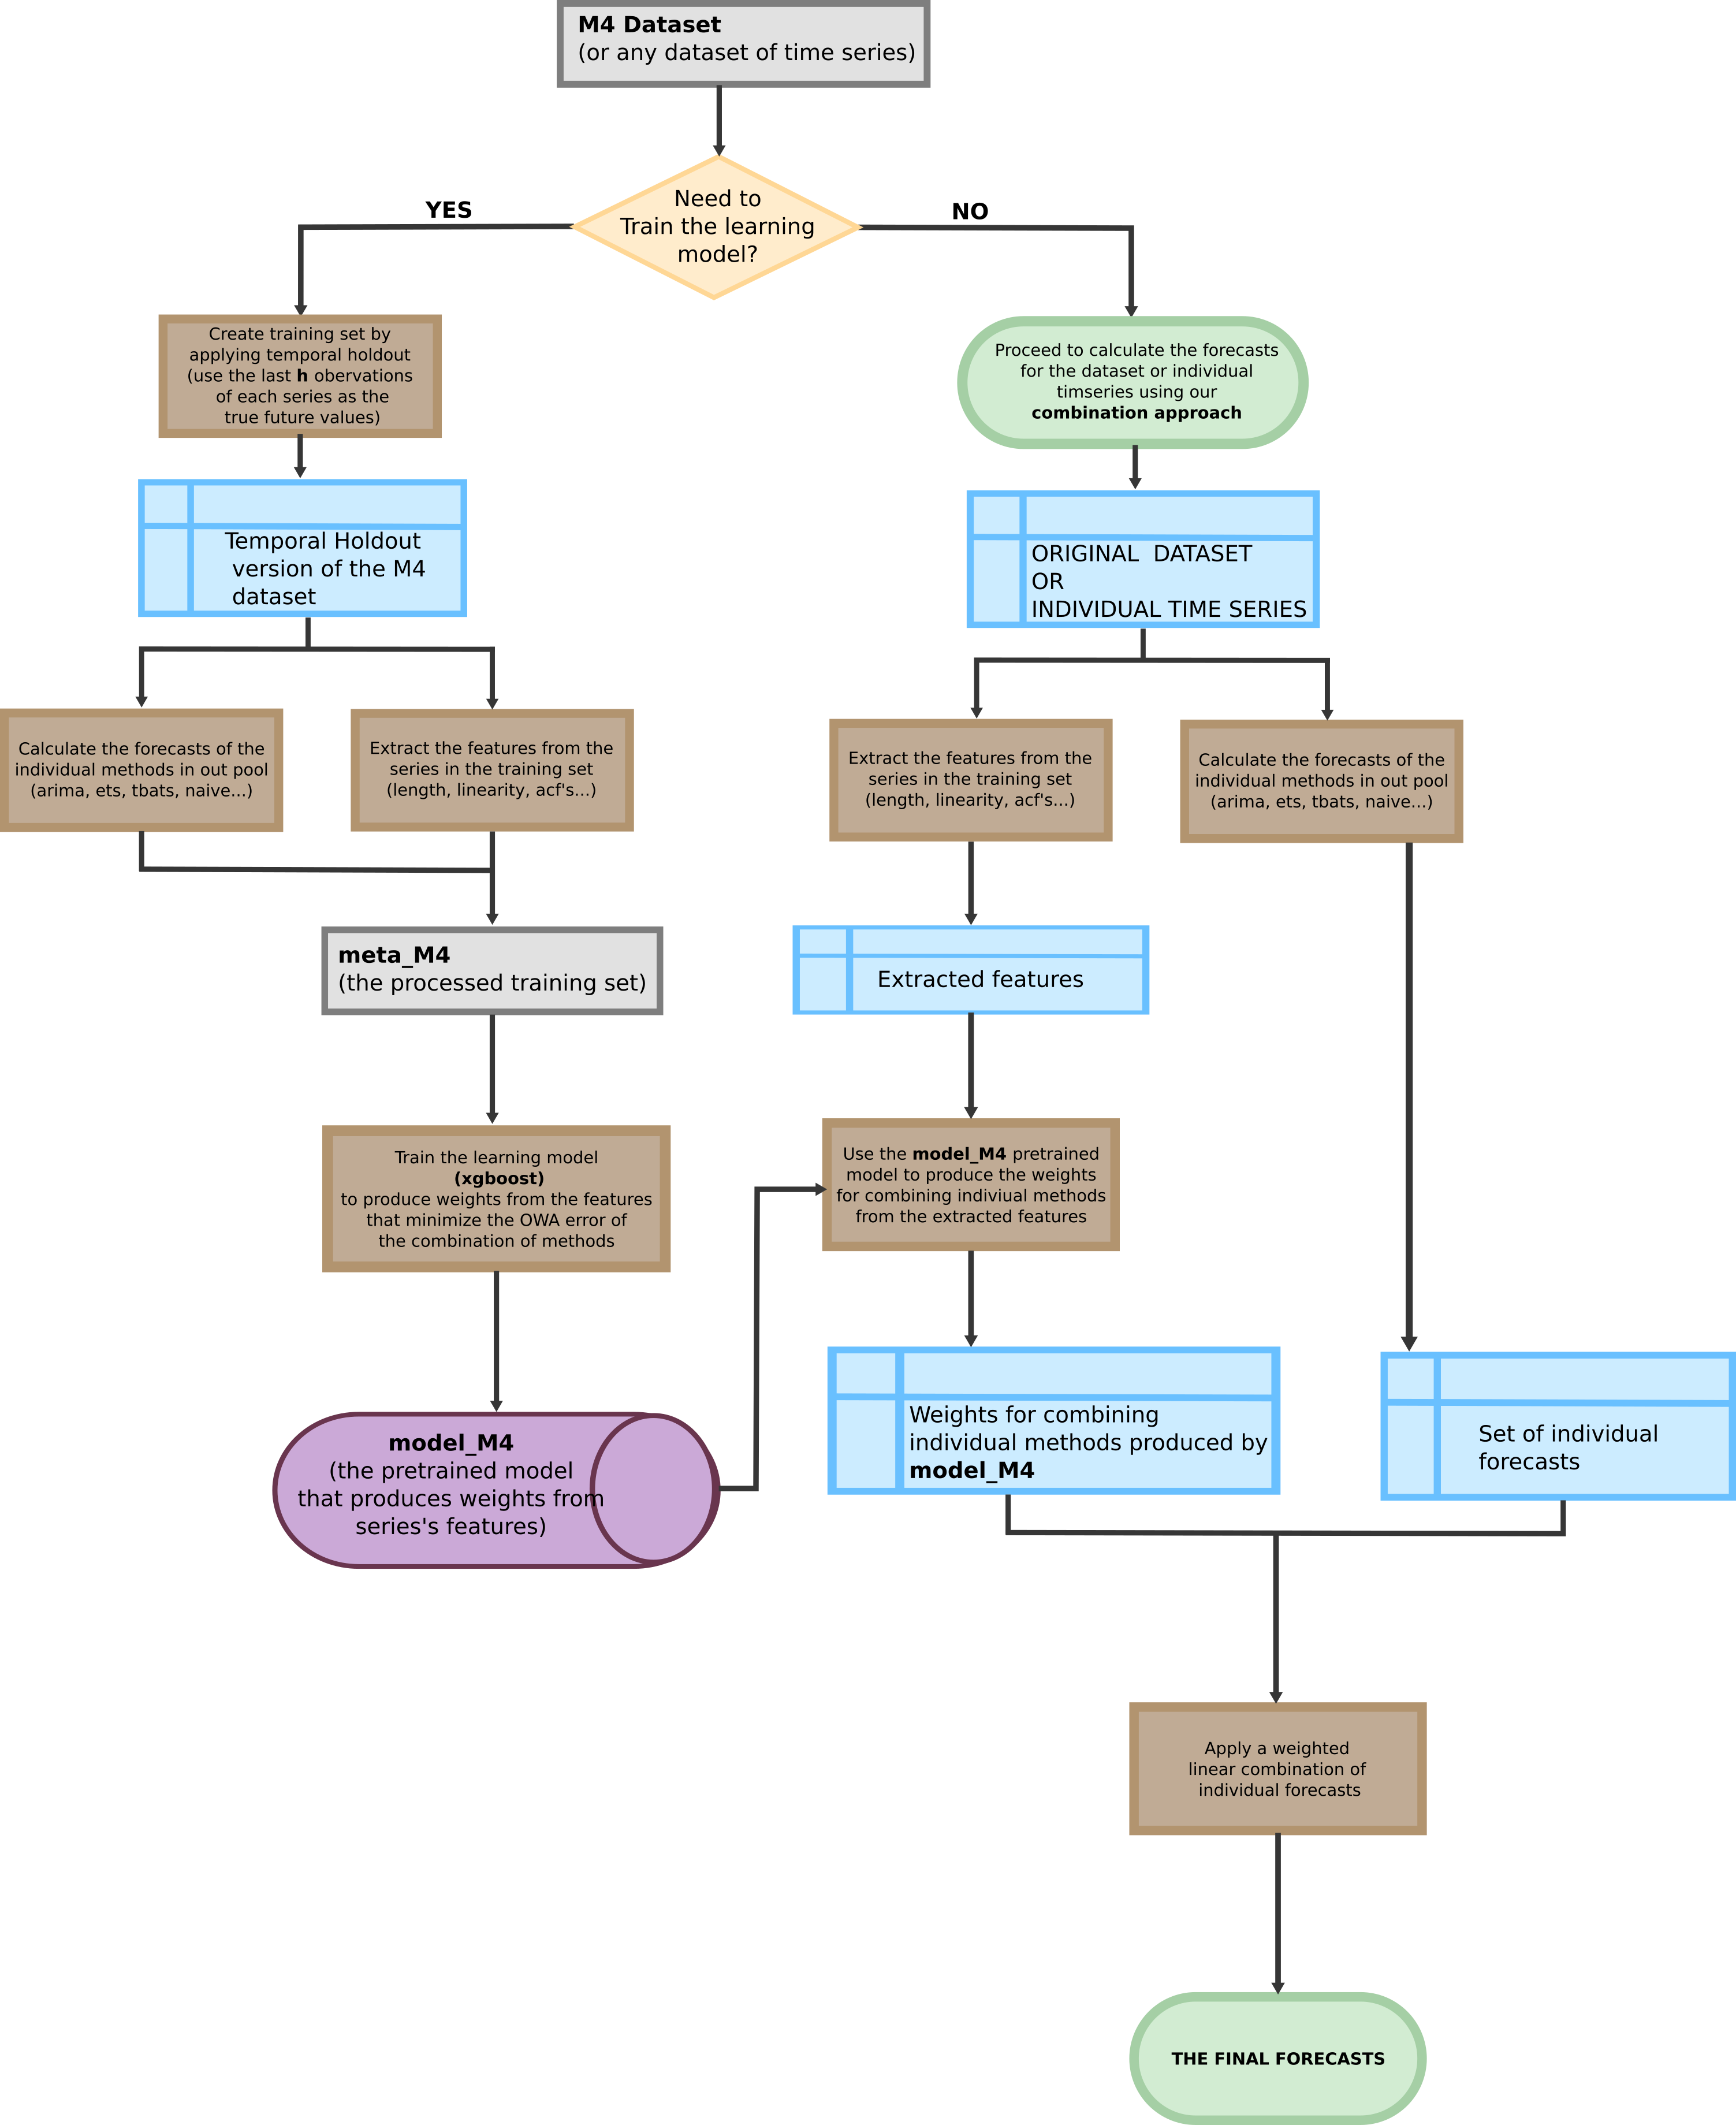 M4 Dataset
(or any dataset of time series)
Need to
Train the learning
model?
YES
NO
Create training set by
applying temporal holdout
(use the last h obervations
of each series as the
true future values)
Proceed to calculate the forecasts
for the dataset or individual
timseries using our
combination approach
Temporal Holdout
version of the M4
dataset
ORIGINAL  DATASET
OR
INDIVIDUAL TIME SERIES
Calculate the forecasts of the
individual methods in out pool
(arima, ets, tbats, naive...)
Extract the features from the
series in the training set
(length, linearity, acf's...)
Extract the features from the
series in the training set
(length, linearity, acf's...)
Calculate the forecasts of the
individual methods in out pool
(arima, ets, tbats, naive...)
meta_M4
(the processed training set)
Extracted features
Train the learning model
(xgboost)
to produce weights from the features
that minimize the OWA error of
the combination of methods
Use the model_M4 pretrained
model to produce the weights
for combining indiviual methods
from the extracted features
model_M4
(the pretrained model
that produces weights from
series's features)
Weights for combining
individual methods produced by
model_M4
Set of individual
forecasts
Apply a weighted
linear combination of
individual forecasts
THE FINAL FORECASTS